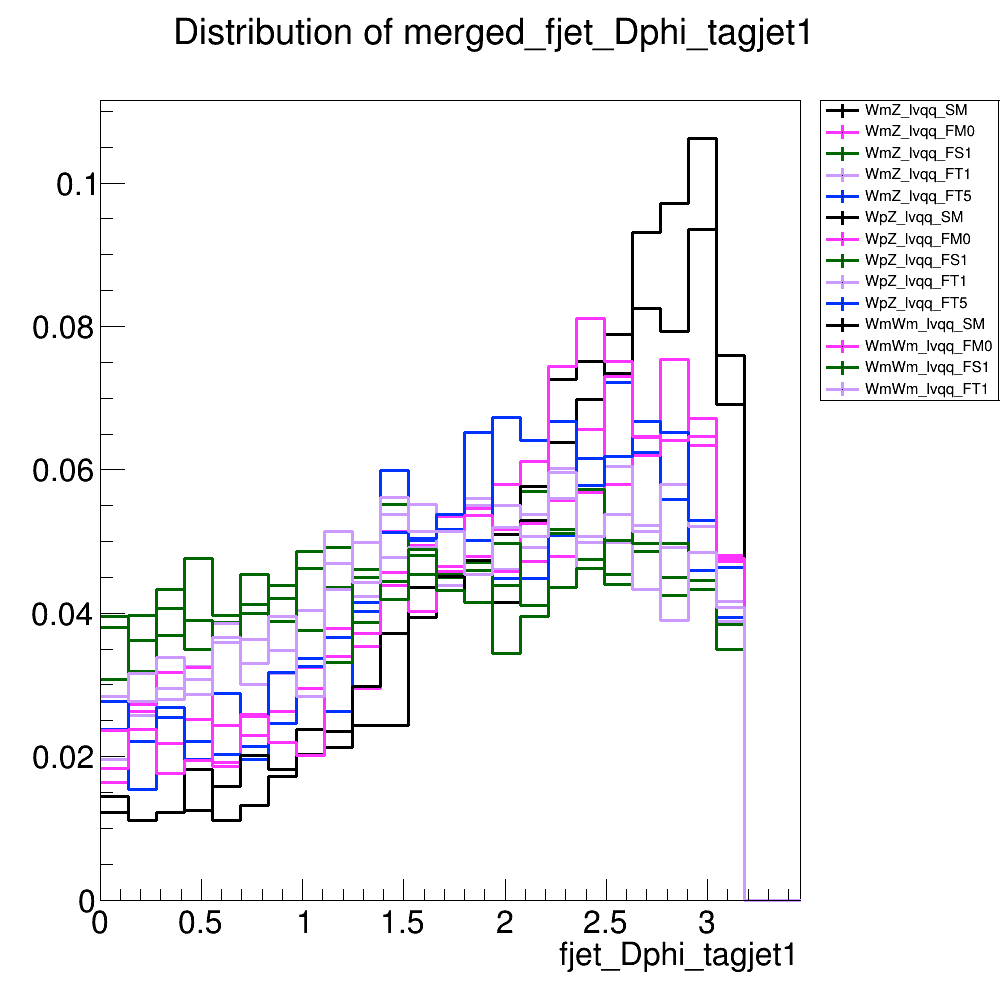 Distribution of merged_fjet_Dphi_tagjet1
WmZ_lvqq_SM
WmZ_lvqq_FM0
WmZ_lvqq_FS1
WmZ_lvqq_FT1
WmZ_lvqq_FT5
WpZ_lvqq_SM
WpZ_lvqq_FM0
WpZ_lvqq_FS1
WpZ_lvqq_FT1
WpZ_lvqq_FT5
WmWm_lvqq_SM
WmWm_lvqq_FM0
WmWm_lvqq_FS1
WmWm_lvqq_FT1
0.1
0.08
0.06
0.04
0.02
0
0 0.5 1 1.5 2 2.5 3
fjet_Dphi_tagjet1